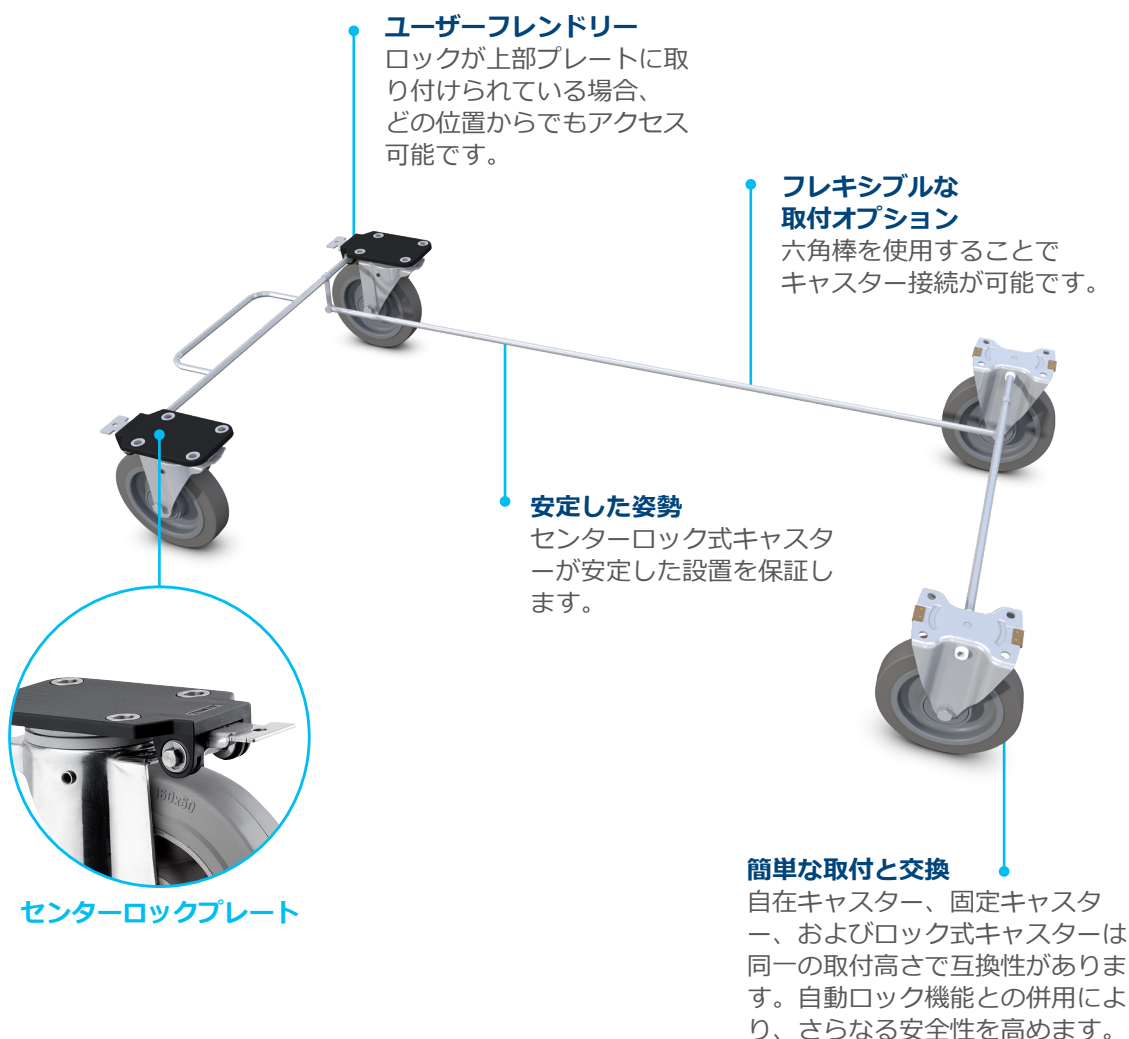 ユーザーフレンドリー
ロックが上部プレートに取
り付けられている場合、
どの位置からでもアクセス
可能です。
フレキシブルな
取付オプション
六角棒を使用することで
キャスター接続が可能です。
安定した姿勢
センターロック式キャスタ
ーが安定した設置を保証し
ます。
160x50
センターロックプレート
簡単な取付と交換
自在キャスター、固定キャスタ
ー、およびロック式キャスターは
同一の取付高さで互換性がありま
す。自動ロック機能との併用によ
り、さらなる安全性を高めます。